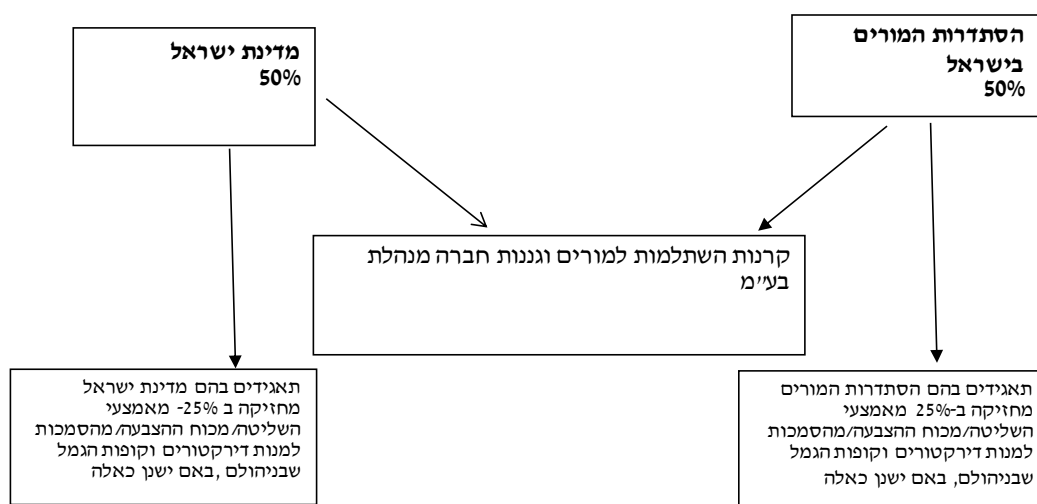 הסתדרות המורים
בישראל
50%
מדינת ישראל
50%
קרנות השתלמות למורים וגננות חברה מנהלת
בע״מ
תאגידים בהם הסתדרות המורים
מחזיקה ב-25% מאמצעי
השליטה/מכוח ההצבעה/מהסמכות
למנות דירקטורים וקופות הגמל
שבניהולם, באם ישנן כאלה
תאגידים בהם מדינת ישראל
מחזיקה ב 25%- מאמצעי
השליטה/מכוח ההצבעה/מהסמכות
למנות דירקטורים וקופות הגמל
שבניהולם ,באם ישנן כאלה